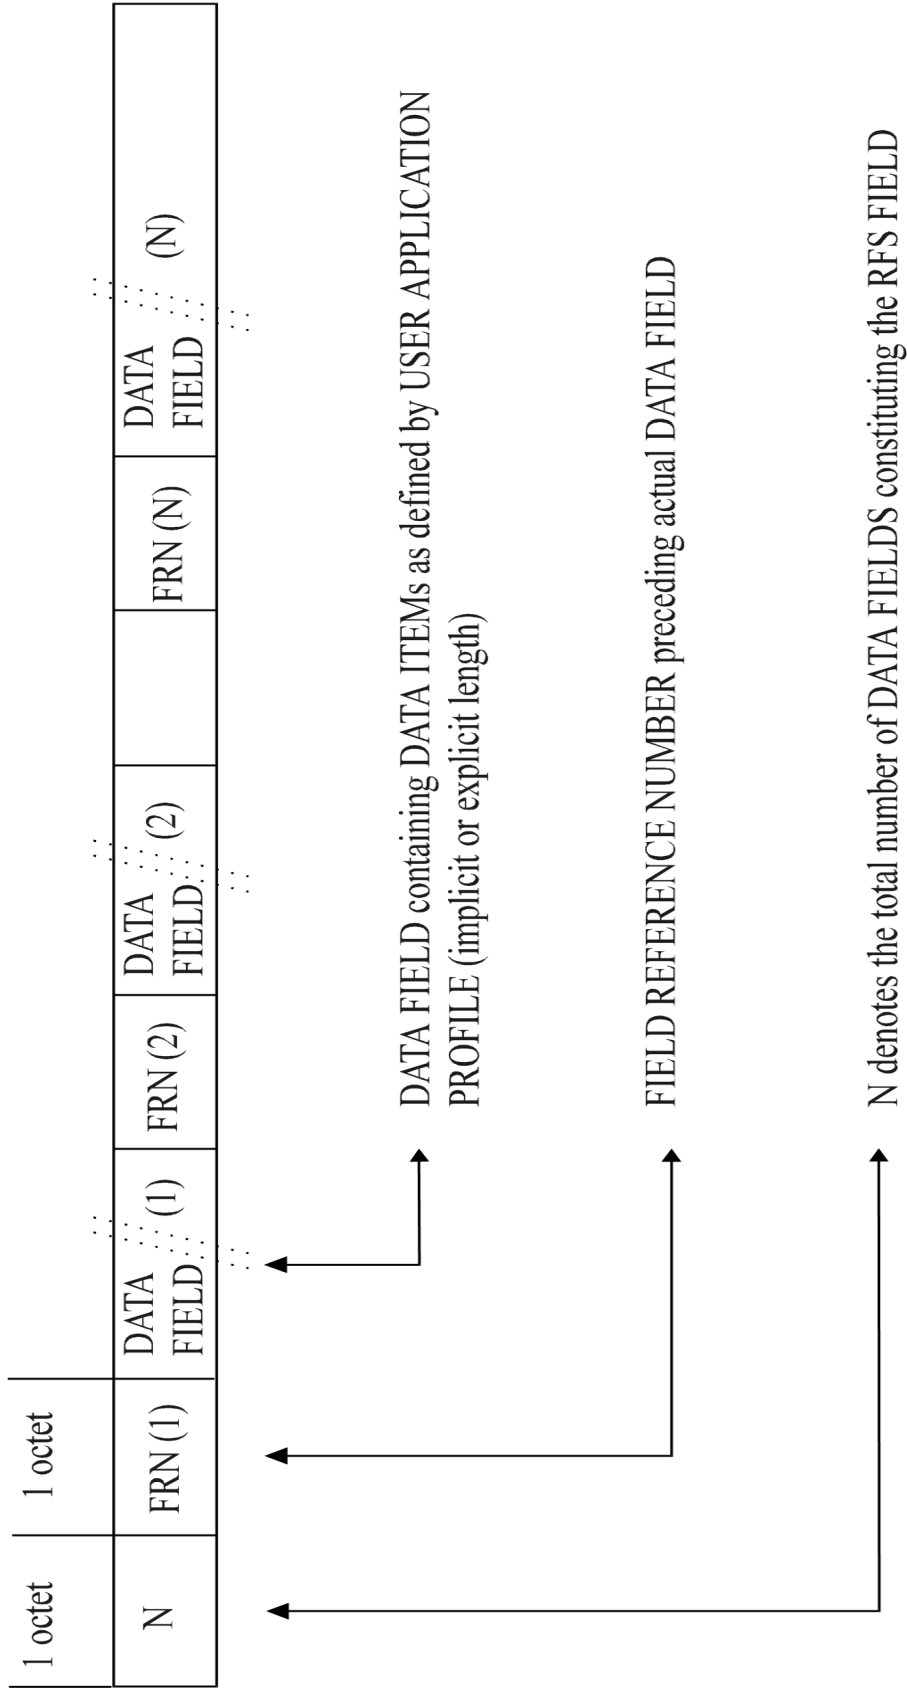 1 octet 1 octet
N FRN (1) DATA FIELD (1) FRN (2) DATA FIELD (2) FRN (N) DATA FIELD (N)
DATA FIELD containing DATA ITEMs as defined by USER APPLICATION
PROFILE (implicit or explicit length)
FIELD REFERENCE NUMBER preceding actual DATA FIELD
N denotes the total number of DATA FIELDS constituting the RFS FIELD